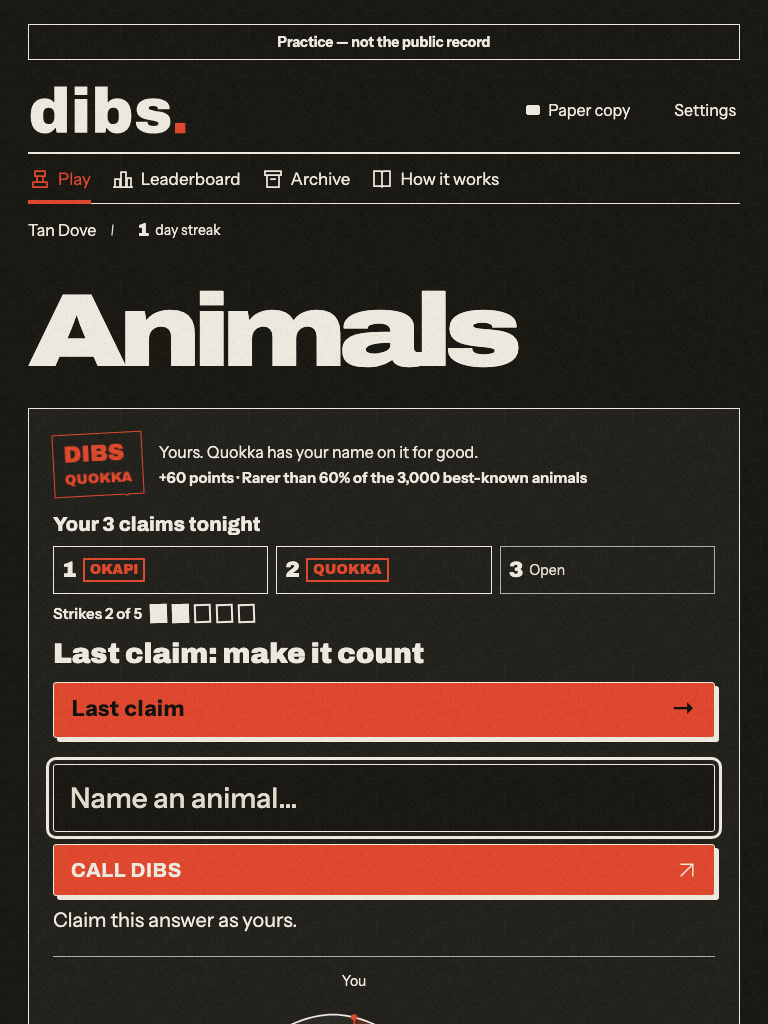 Practice — not the public record
dibs.
Paper copy
Settings
Play
Leaderboard
Archive
How it works
Tan Dove / 1 day streak
Animals
DIBS
QUOKKA
Yours. Quokka has your name on it for good.
+60 points · Rarer than 60% of the 3,000 best-known animals
Your 3 claims tonight
1 OKAPI
2 QUOKKA
3 Open
Strikes 2 of 5
Last claim: make it count
Last claim →
Name an animal...
CALL DIBS
Claim this answer as yours.
You